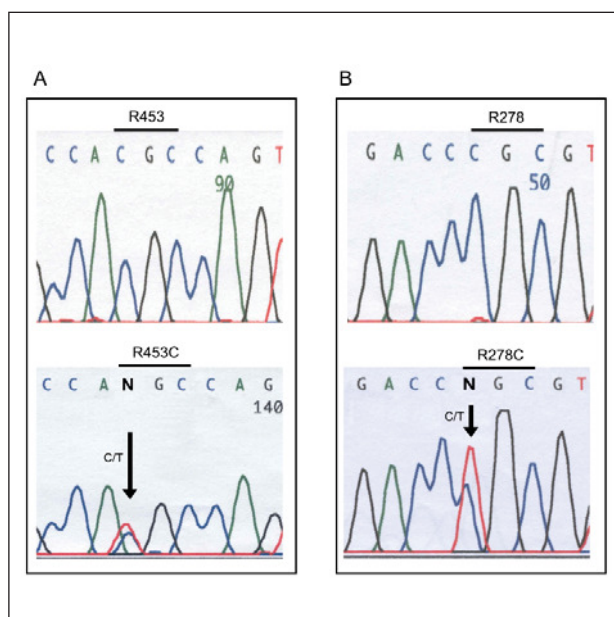 A
R453
C C A C G C C A G T
90
R453C
C C A N G C C A G
140
C/T
B
R278
G A C C C G C G T
50
R278C
G A C C N G C G T
C/T